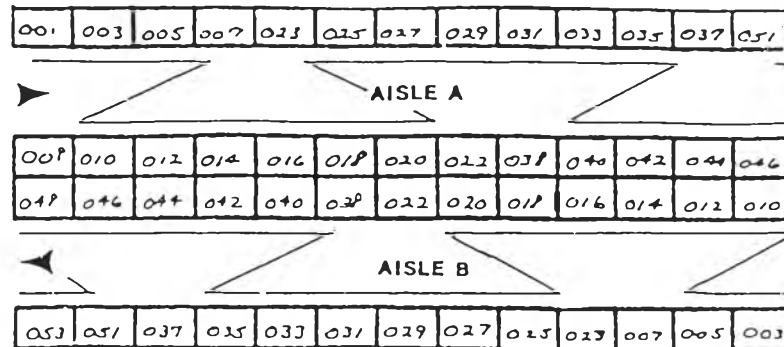 001 003 005 007 023 025 027 029 031 033 035 037 051
AISLE A
008 010 012 014 016 018 020 022 038 040 042 044 046
048 046 044 042 040 038 022 020 018 016 014 012 010
AISLE B
053 051 037 035 033 031 029 027 025 023 007 005 003